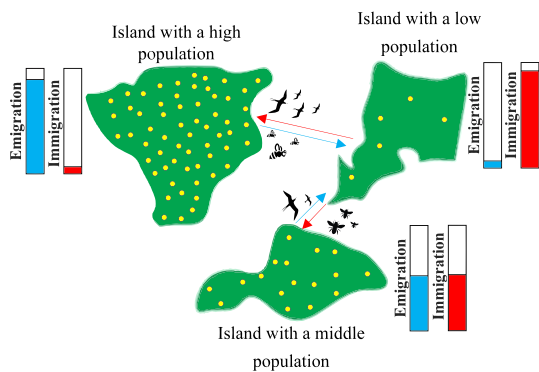 Island with a high
population
Island with a low
population
Emigration
Immigration
Emigration
Immigration
Emigration
Immigration
Island with a middle
population